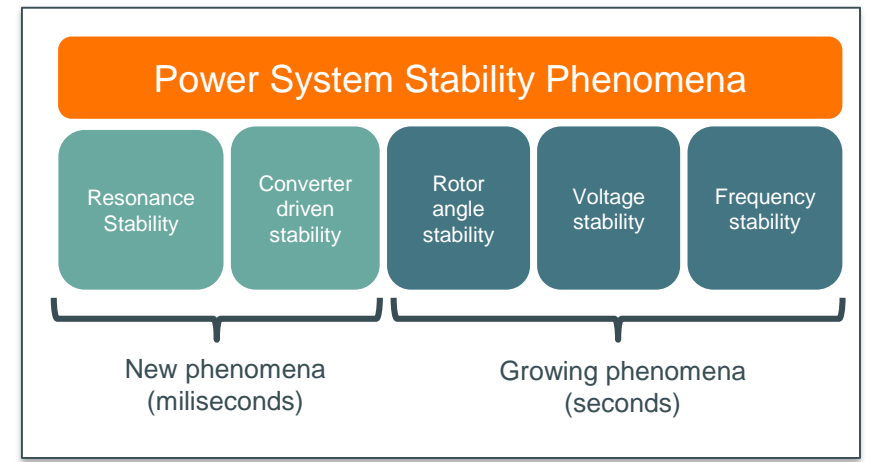 Power System Stability Phenomena
Resonance
Stability
Converter
driven
stability
Rotor
angle
stability
Voltage
stability
Frequency
stability
New phenomena
(miliseconds)
Growing phenomena
(seconds)